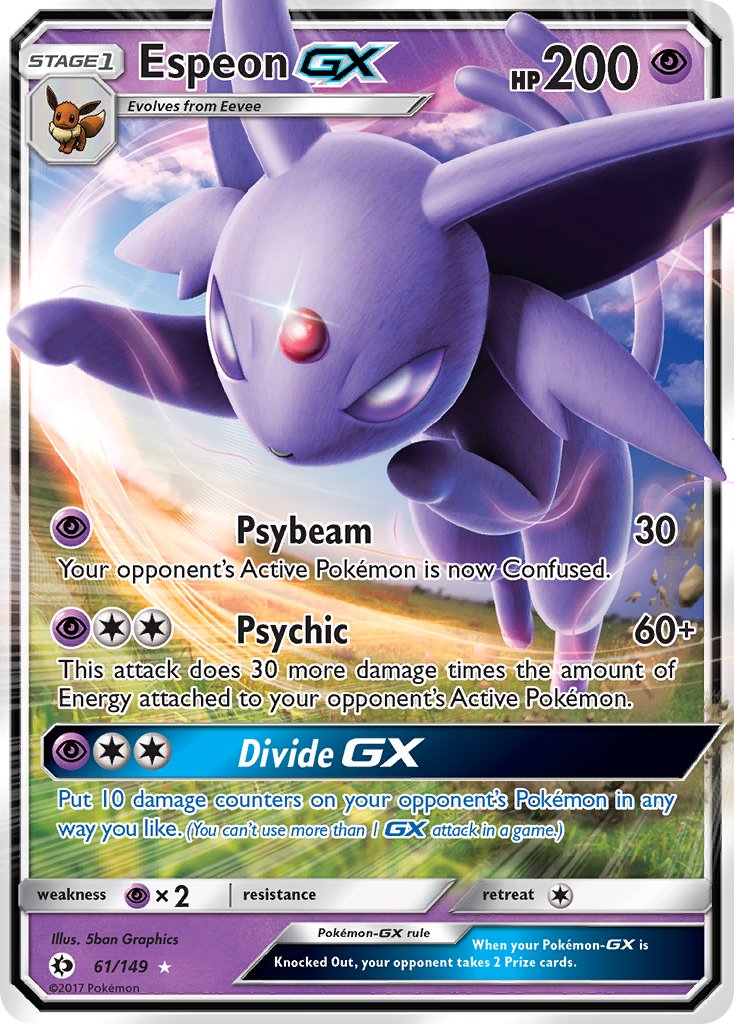 STAGE1 Espeon GX HP200
Evolves from Eevee
Psybeam 30
Your opponent's Active Pokémon is now Confused.
Psychic 60+
This attack does 30 more damage times the amount of
Energy attached to your opponent's Active Pokémon.
Divide GX
Put 10 damage counters on your opponent's Pokémon in any
way you like. (You can't use more than 1 GX attack in a game.)
weakness ×2 resistance retreat
Illus. 5ban Graphics
Pokémon-GX rule
When your Pokémon-GX is
Knocked Out, your opponent takes 2 Prize cards.
61/149
©2017 Pokémon